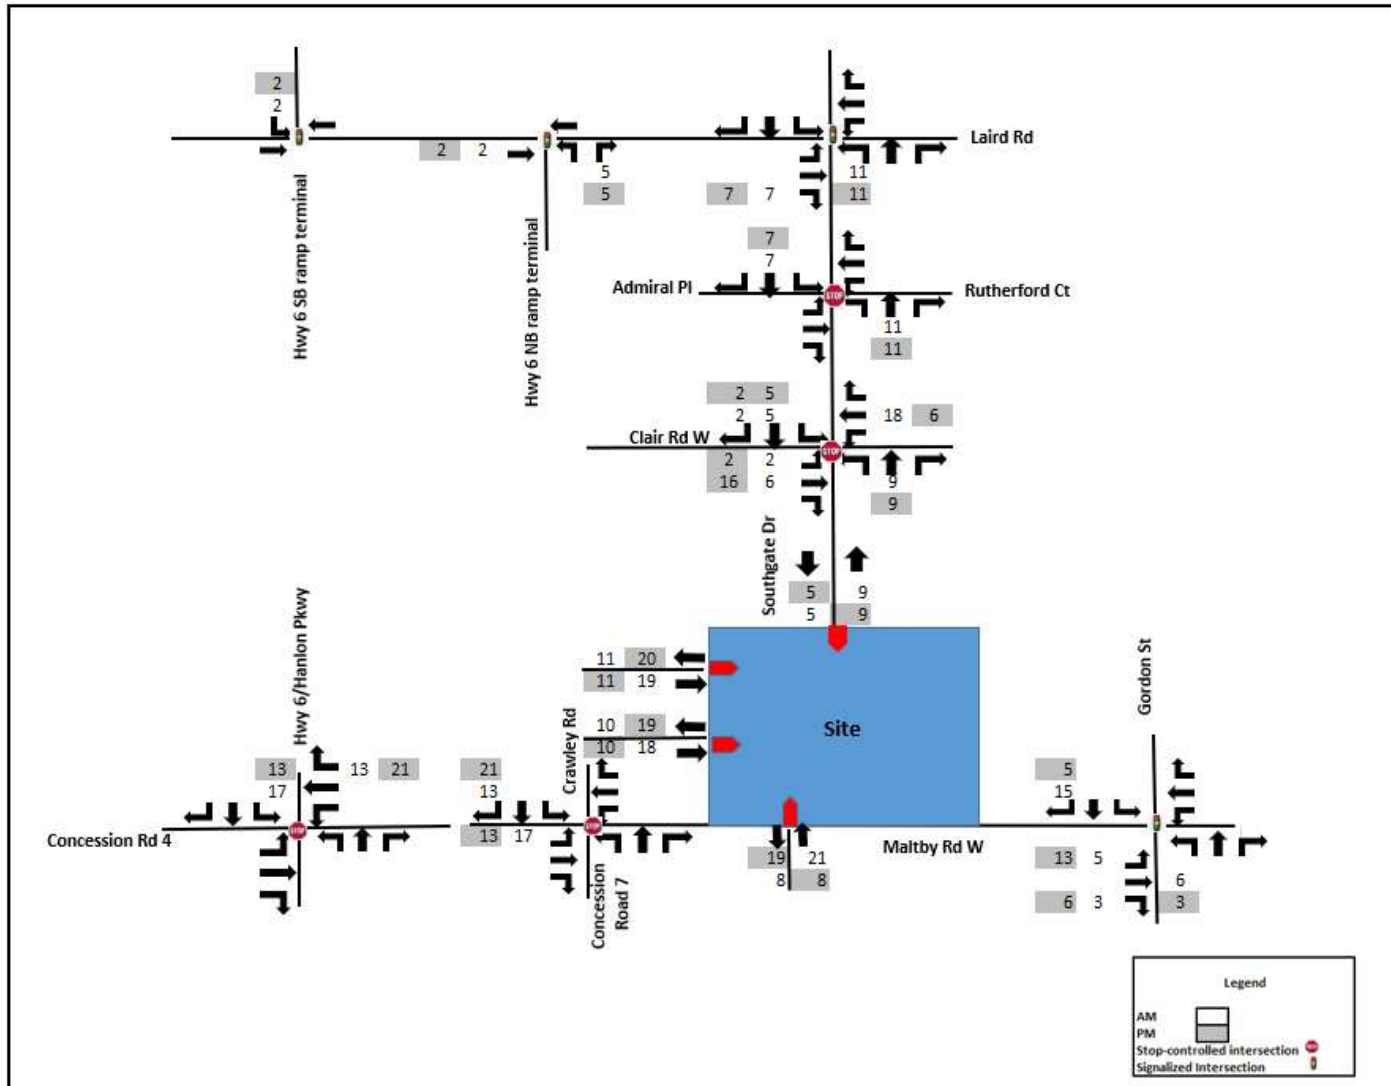 2
2
2 2
5
5
7 7
11
11
Laird Rd
Hwy 6 SB ramp terminal
Hwy 6 NB ramp terminal
7
7
Admiral Pl
Rutherford Ct
STOP
11
11
2 5
2 5
18 6
Clair Rd W
STOP
2 2
16 6
9
9
Southgate Dr
5 9
5 9
11 20
11 19
10 19
10 18
Site
Crawley Rd
Gordon St
Hwy 6/Hanlon Pkwy
13
17
13 21
21
13
5
15
Concession Rd 4
STOP
13 17
STOP
Maltby Rd W
19 21
8 8
13 5
6
6 3
3
Concession
Road 7
Legend
AM
PM
Stop-controlled intersection
Signalized Intersection